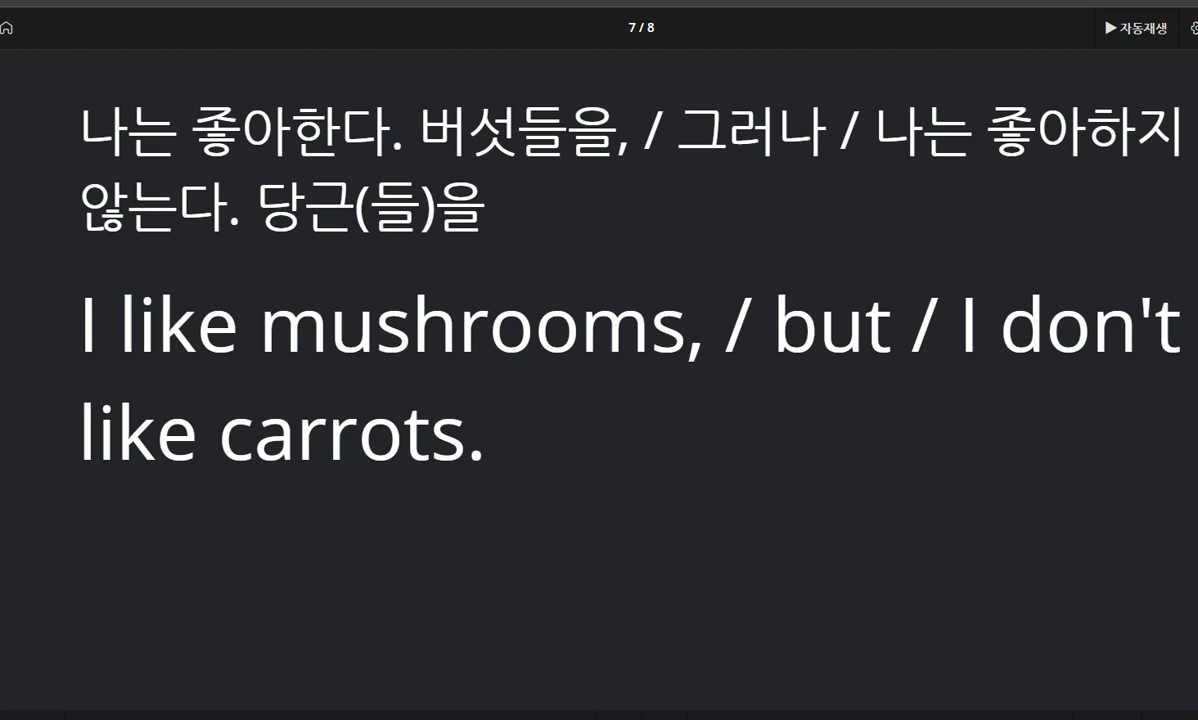 7 / 8
▶ 자동재생
나는 좋아한다. 버섯들을, / 그러나 / 나는 좋아하지
않는다. 당근(들)을
I like mushrooms, / but / I don't
like carrots.